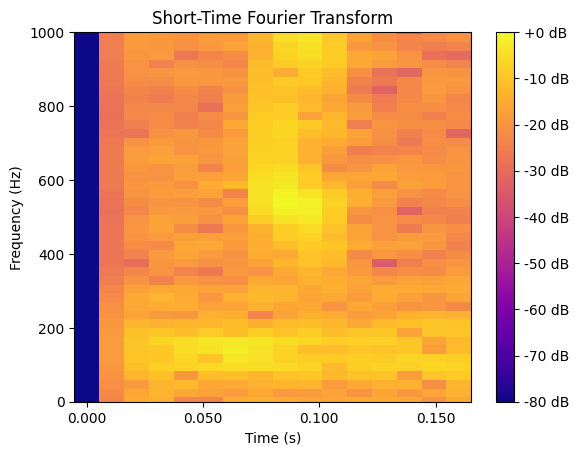 Short-Time Fourier Transform
1000
800
600
400
200
0
Frequency (Hz)
0.000
0.050
0.100
0.150
Time (s)
+0 dB
-10 dB
-20 dB
-30 dB
-40 dB
-50 dB
-60 dB
-70 dB
-80 dB